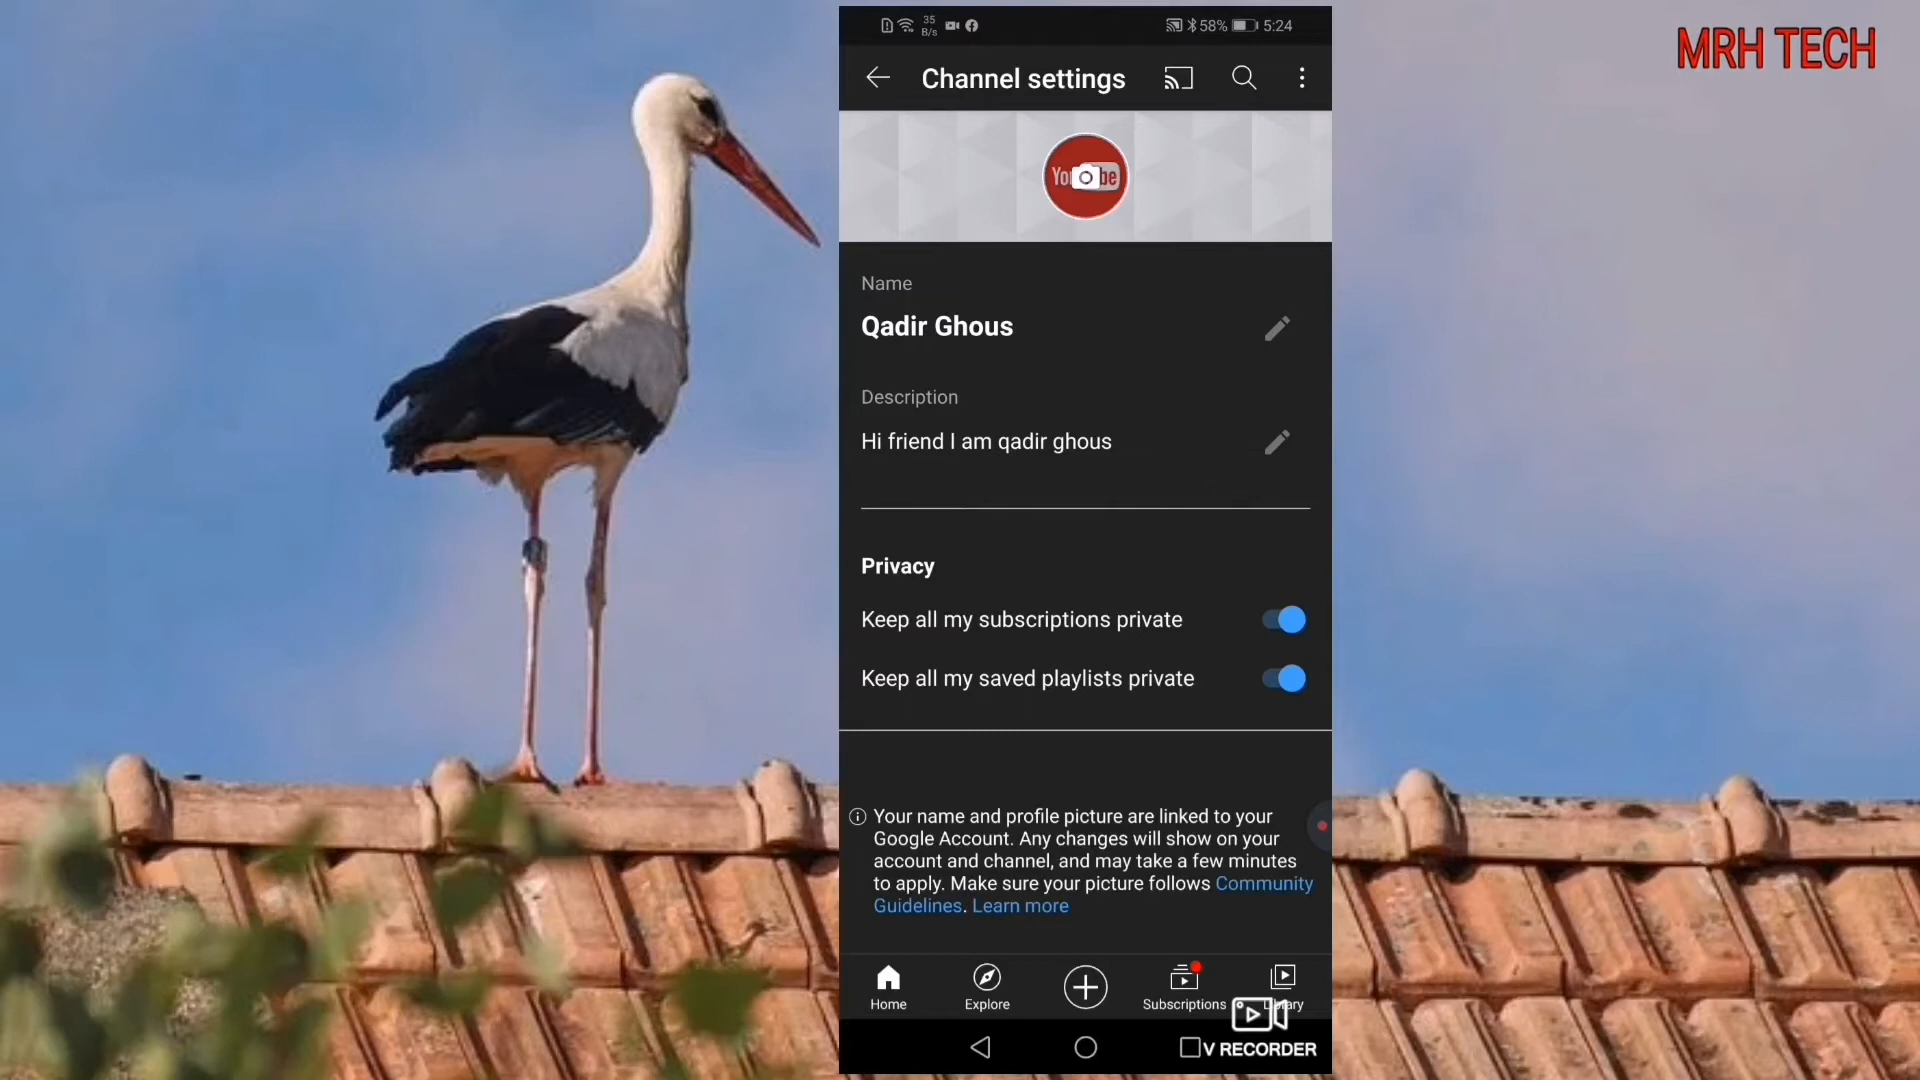 35
B/s
58%
5:24
MRH TECH
Channel settings
Name
Qadir Ghous
Description
Hi friend I am qadir ghous
Privacy
Keep all my subscriptions private
Keep all my saved playlists private
Your name and profile picture are linked to your
Google Account. Any changes will show on your
account and channel, and may take a few minutes
to apply. Make sure your picture follows Community
Guidelines. Learn more
Home
Explore
Subscriptions
V RECORDER